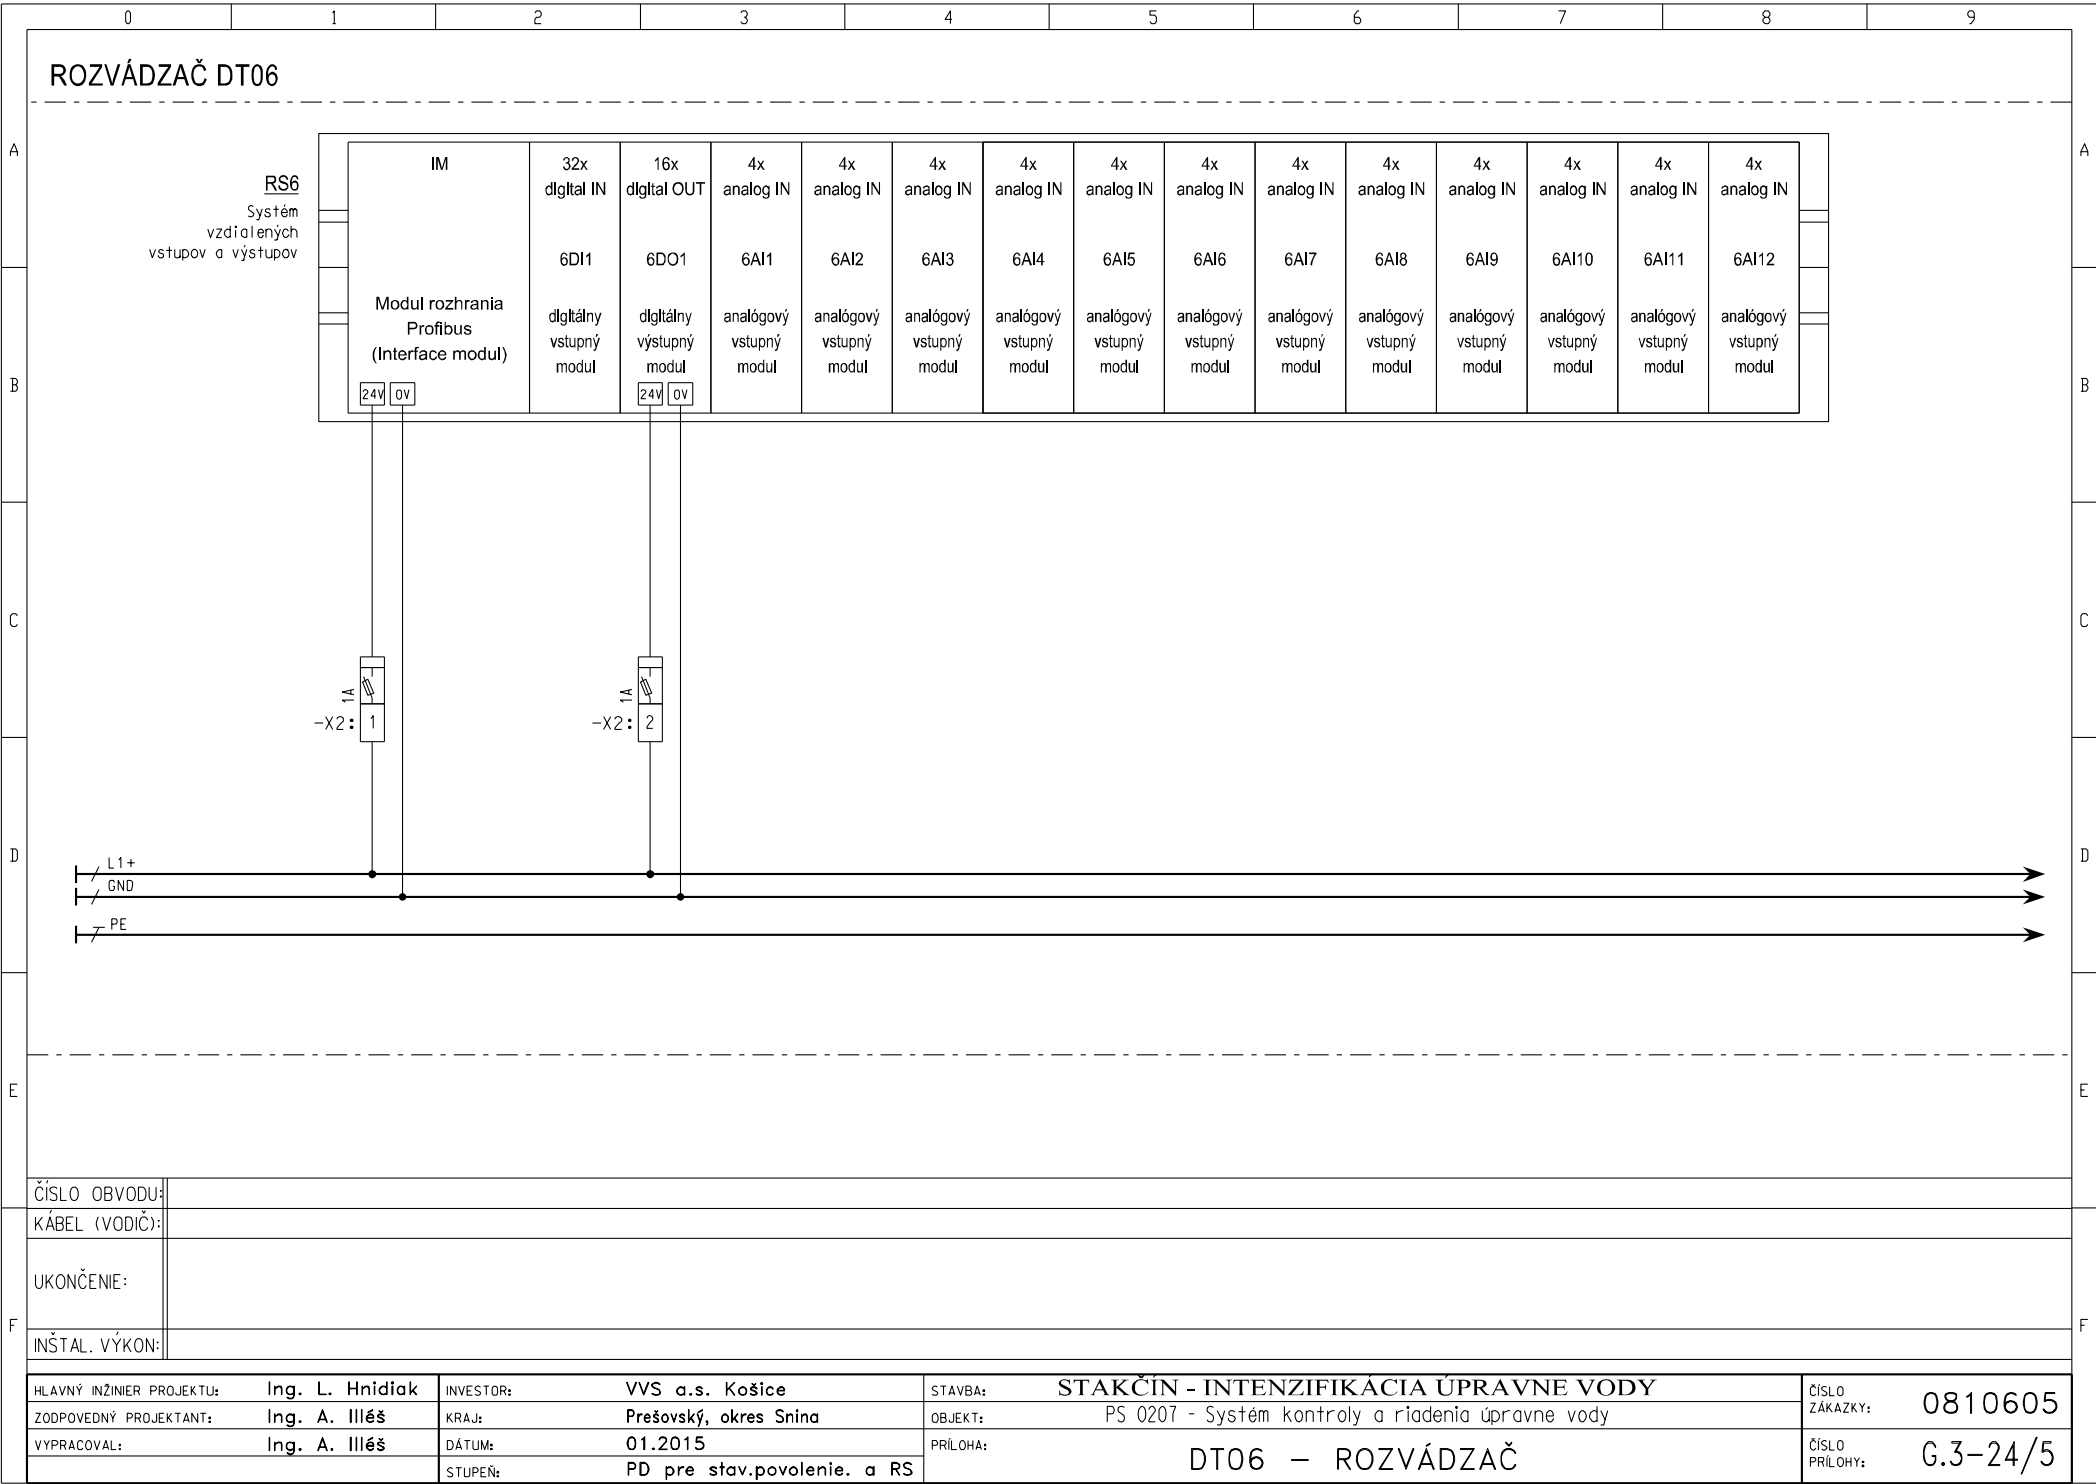 0 1 2 3 4 5 6 7 8 9
ROZVÁDZAČ DT06
A A
RS6
Systém
vzdialených
vstupov a výstupov
IM
Modul rozhrania
Profibus
(Interface modul)
24V 0V
32x
digital IN
6DI1
digitálny
vstupný
modul
16x
digital OUT
6DO1
digitálny
výstupný
modul
24V 0V
4x
analog IN
6AI1
analógový
vstupný
modul
4x
analog IN
6AI2
analógový
vstupný
modul
4x
analog IN
6AI3
analógový
vstupný
modul
4x
analog IN
6AI4
analógový
vstupný
modul
4x
analog IN
6AI5
analógový
vstupný
modul
4x
analog IN
6AI6
analógový
vstupný
modul
4x
analog IN
6AI7
analógový
vstupný
modul
4x
analog IN
6AI8
analógový
vstupný
modul
4x
analog IN
6AI9
analógový
vstupný
modul
4x
analog IN
6AI10
analógový
vstupný
modul
4x
analog IN
6AI11
analógový
vstupný
modul
4x
analog IN
6AI12
analógový
vstupný
modul
B B
C C
1A
-X2: 1
1A
-X2: 2
D D
L1+
GND
PE
E E
ČÍSLO OBVODU:
KÁBEL (VODIČ):
UKONČENIE:
F F
INŠTAL. VÝKON:
HLAVNÝ INŽINIER PROJEKTU: Ing. L. Hnidiak
ZODPOVEDNÝ PROJEKTANT: Ing. A. Illéš
VYPRACOVAL: Ing. A. Illéš
INVESTOR: VVS a.s. Košice
KRAJ: Prešovský, okres Snina
DÁTUM: 01.2015
STUPEŇ: PD pre stav.povolenie. a RS
STAVBA: STAKČÍN - INTENZIFIKÁCIA ÚPRAVNE VODY
OBJEKT: PS 0207 - Systém kontroly a riadenia úpravne vody
PRÍLOHA: DT06 – ROZVÁDZAČ
ČÍSLO
ZÁKAZKY: 0810605
ČÍSLO
PRÍLOHY: G.3-24/5